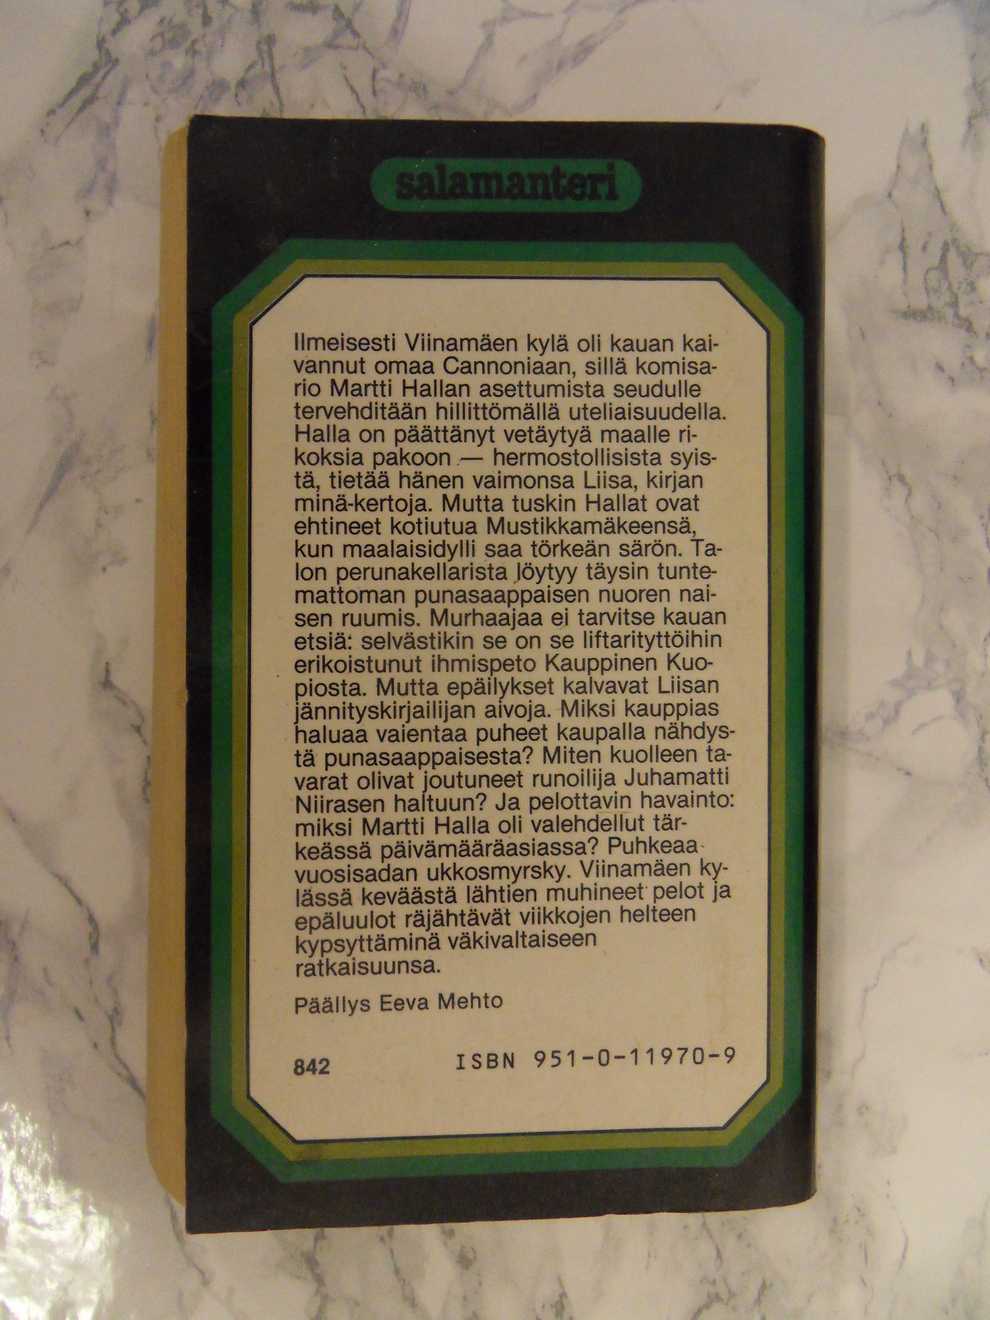 salamanteri
Ilmeisesti Viinamäen kylä oli kauan kai-
vannut omaa Cannoniaan, sillä komisa-
rio Martti Hallan asettumista seudulle
tervehditään hillittömällä uteliaisuudella.
Halla on päättänyt vetäytyä maalle ri-
koksia pakoon — hermostollisista syis-
tä, tietää hänen vaimonsa Liisa, kirjan
minä-kertoja. Mutta tuskin Hallat ovat
ehtineet kotiutua Mustikkamäkeensä,
kun maalaisidylli saa törkeän särön. Ta-
lon perunakellarista löytyy täysin tunte-
mattoman punasaappaisen nuoren nai-
sen ruumis. Murhaajaa ei tarvitse kauan
etsiä: selvästikin se on se liftarityttöihin
erikoistunut ihmispeto Kauppinen Kuo-
piosta. Mutta epäilykset kalvavat Liisan
jännityskirjailijan aivoja. Miksi kauppias
haluaa vaientaa puheet kaupalla nähdys-
tä punasaappaisesta? Miten kuolleen ta-
varat olivat joutuneet runoilija Juhamatti
Niirasen haltuun? Ja pelottavin havainto:
miksi Martti Halla oli valehdellut tär-
keässä päivämääräasiassa? Puhkeaa
vuosisadan ukkosmyrsky. Viinamäen ky-
lässä keväästä lähtien muhineet pelot ja
epäluulot räjähtävät viikkojen helteen
kypsyttäminä väkivaltaiseen
ratkaisuunsa.
Päällys Eeva Mehto
842 ISBN 951-0-11970-9